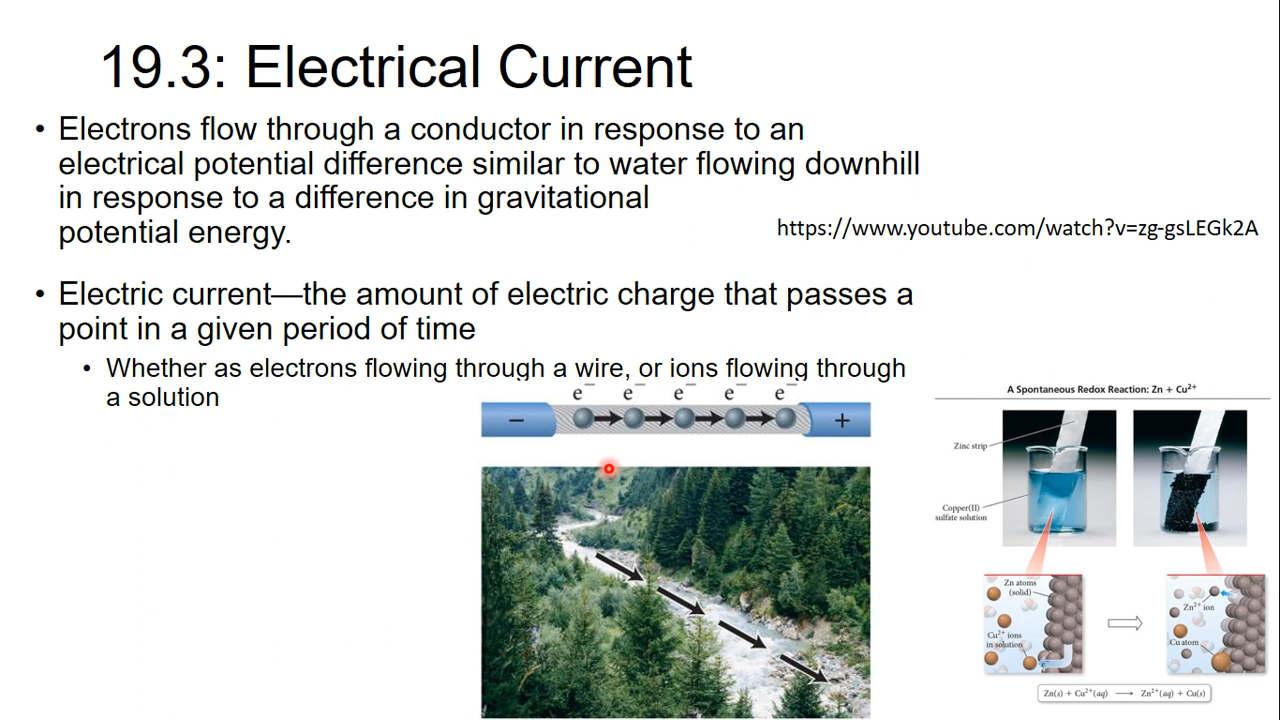 19.3: Electrical Current
• Electrons flow through a conductor in response to an
electrical potential difference similar to water flowing downhill
in response to a difference in gravitational
potential energy.
https://www.youtube.com/watch?v=zg-gsLEGk2A
• Electric current—the amount of electric charge that passes a
point in a given period of time
• Whether as electrons flowing through a wire, or ions flowing through
a solution
e⁻ e⁻ e⁻ e⁻ e⁻
− +
A Spontaneous Redox Reaction: Zn + Cu²⁺
Zinc strip
Copper(II)
sulfate solution
Zn atoms
(solid)
Cu²⁺ ions
in solution
e⁻
Zn²⁺ ion
Cu atom
Zn(s) + Cu²⁺(aq) ⟶ Zn²⁺(aq) + Cu(s)